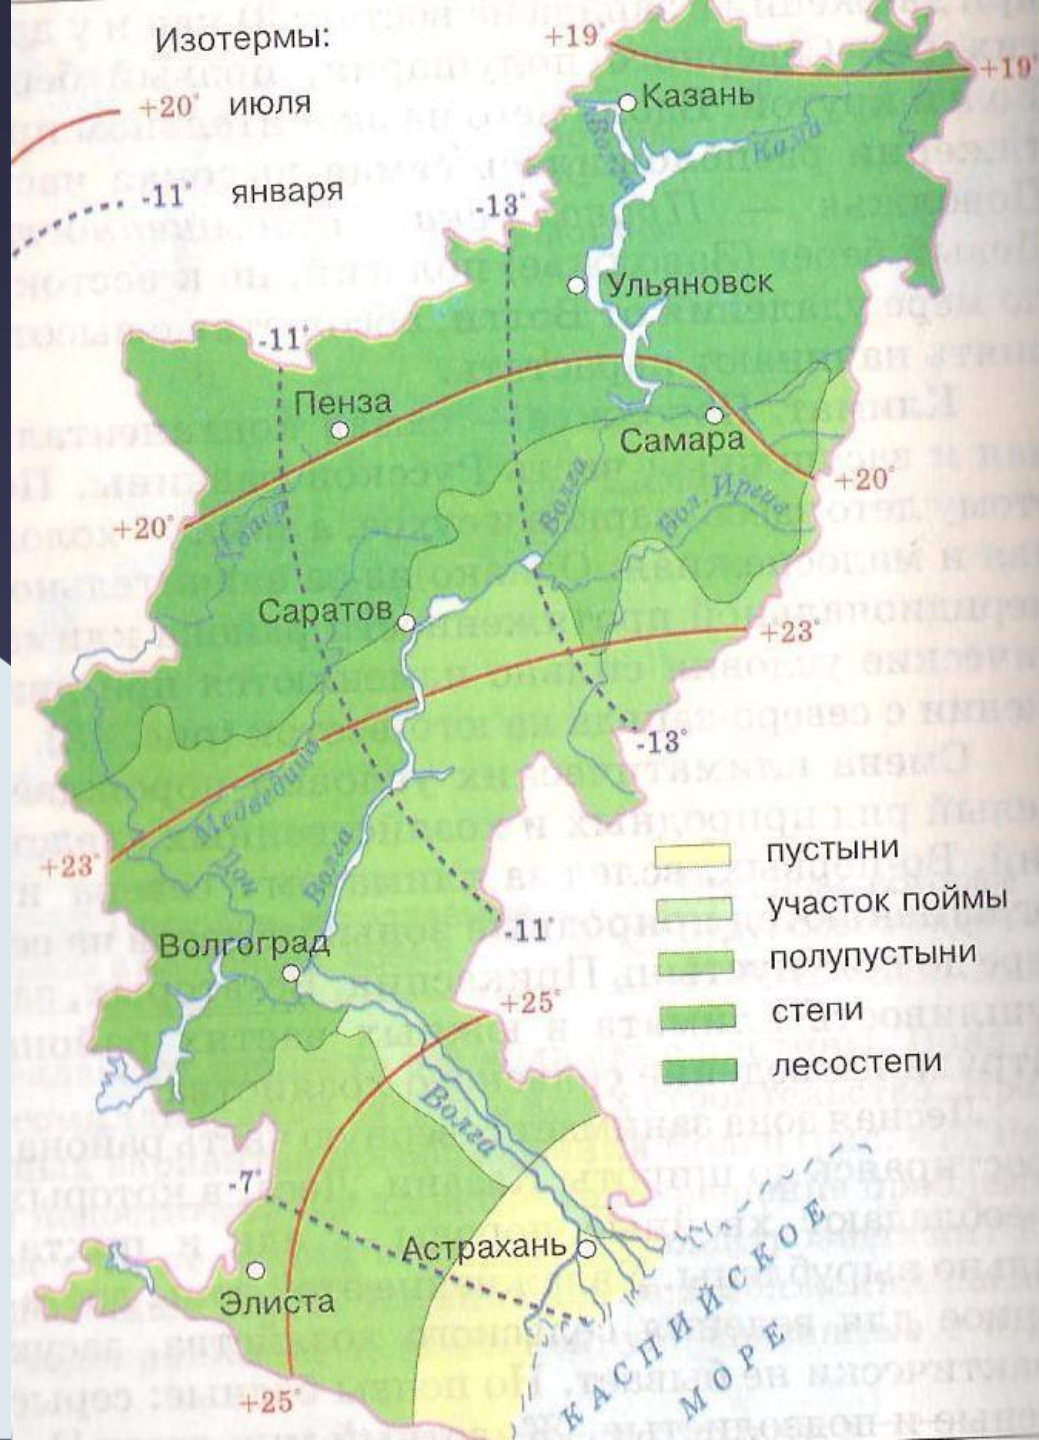 Изотермы:
+20° июля
-11° января
+19°
+19°
Казань
Волга
Кама
-13°
Ульяновск
-11°
Пенза
Самара
+20°
+20°
Хопёр
Волга
Бол. Иргиз
Саратов
+23°
-13°
Медведица
+23°
Дон
Волга
-11°
Волгоград
+25°
пустыни
участок поймы
полупустыни
степи
лесостепи
Волга
-7°
Астрахань
Элиста
+25°
КАСПИЙСКОЕ
МОРЕ